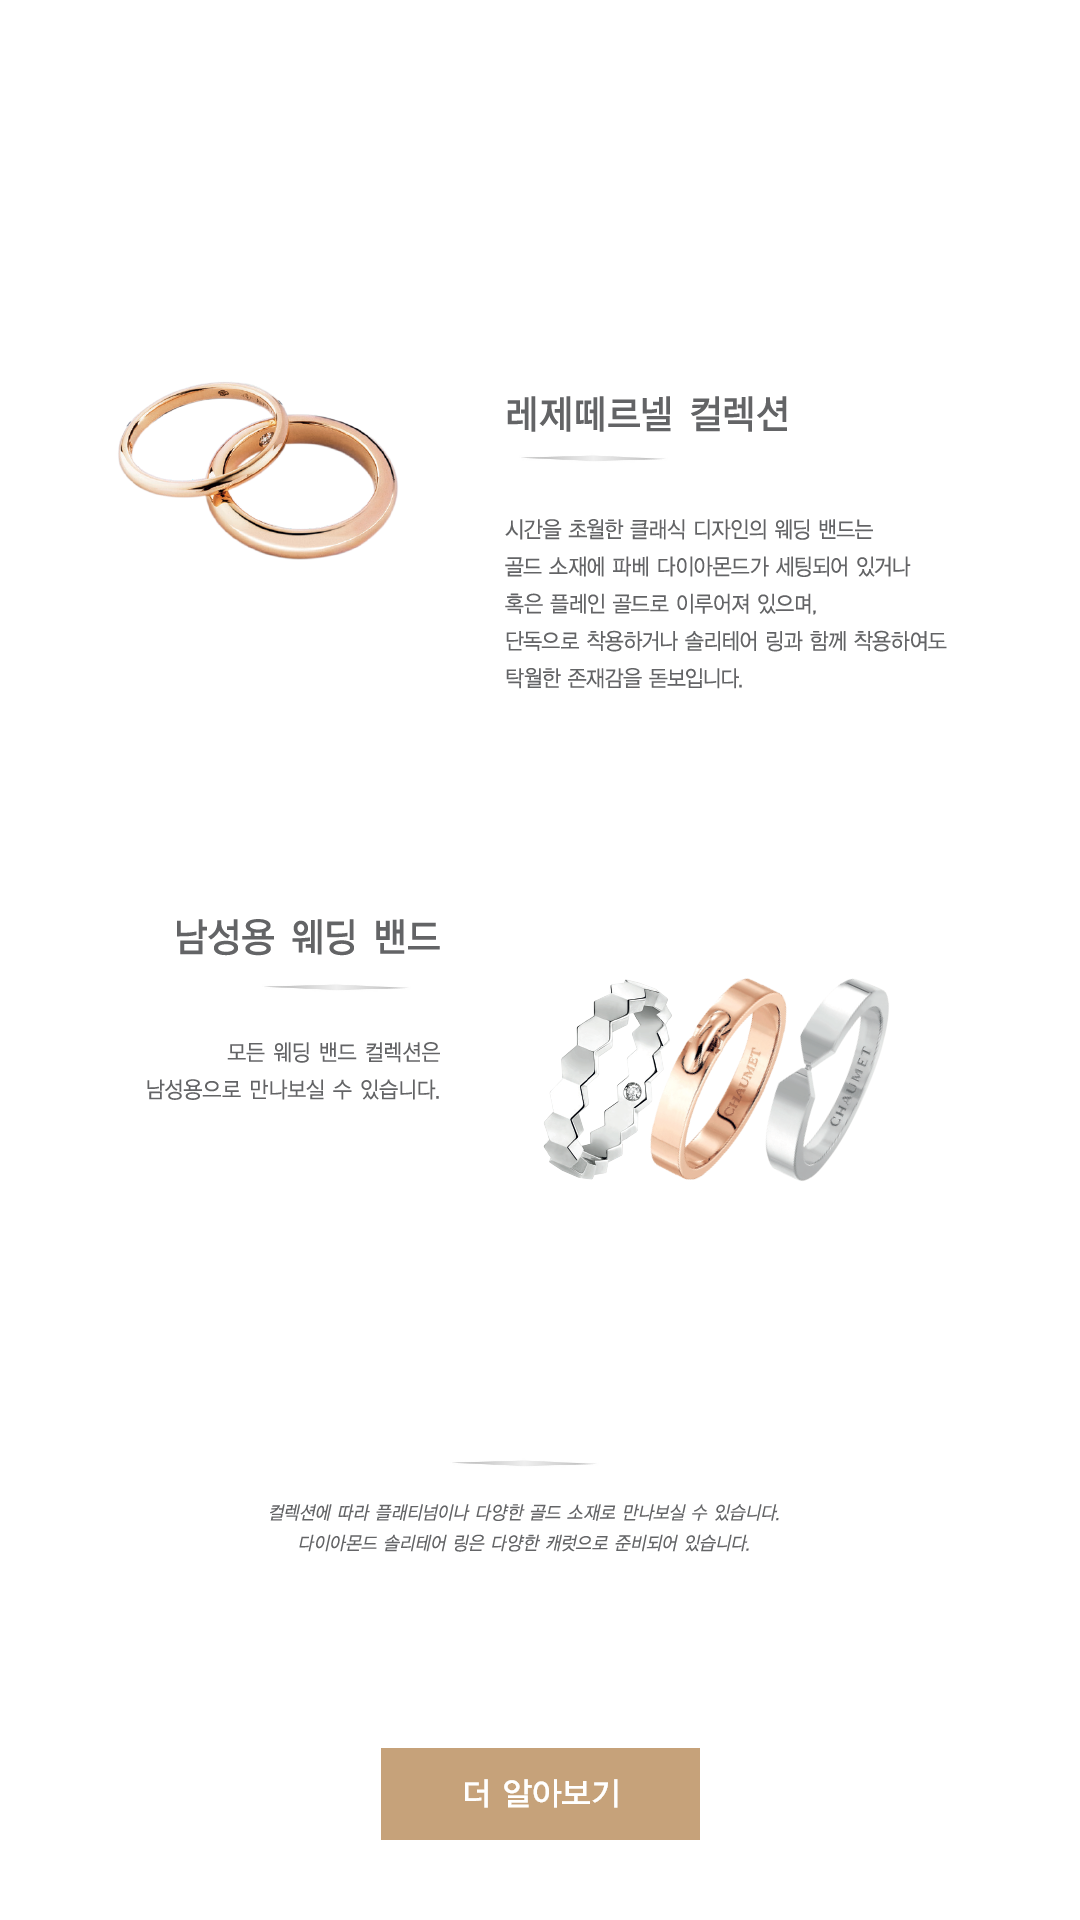 레제떼르넬 컬렉션
시간을 초월한 클래식 디자인의 웨딩 밴드는
골드 소재에 파베 다이아몬드가 세팅되어 있거나
혹은 플레인 골드로 이루어져 있으며,
단독으로 착용하거나 솔리테어 링과 함께 착용하여도
탁월한 존재감을 돋보입니다.
남성용 웨딩 밴드
모든 웨딩 밴드 컬렉션은
남성용으로 만나보실 수 있습니다.
CHAUMET
CHAUMET
컬렉션에 따라 플래티넘이나 다양한 골드 소재로 만나보실 수 있습니다.
다이아몬드 솔리테어 링은 다양한 캐럿으로 준비되어 있습니다.
더 알아보기